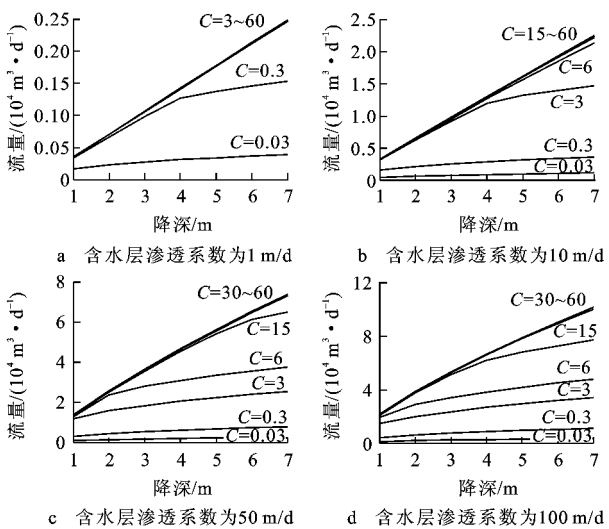 流量/(10⁴ m³·d⁻¹)
0.25
0.20
0.15
0.10
0.05
0
C=3~60
C=0.3
C=0.03
1 2 3 4 5 6 7
降深/m
a 含水层渗透系数为1 m/d
流量/(10⁴ m³·d⁻¹)
2.5
2.0
1.5
1.0
0.5
0
C=15~60
C=6
C=3
C=0.3
C=0.03
1 2 3 4 5 6 7
降深/m
b 含水层渗透系数为10 m/d
流量/(10⁴ m³·d⁻¹)
8
6
4
2
0
C=30~60
C=15
C=6
C=3
C=0.3
C=0.03
1 2 3 4 5 6 7
降深/m
c 含水层渗透系数为50 m/d
流量/(10⁴ m³·d⁻¹)
12
8
4
0
C=30~60
C=15
C=6
C=3
C=0.3
C=0.03
1 2 3 4 5 6 7
降深/m
d 含水层渗透系数为100 m/d